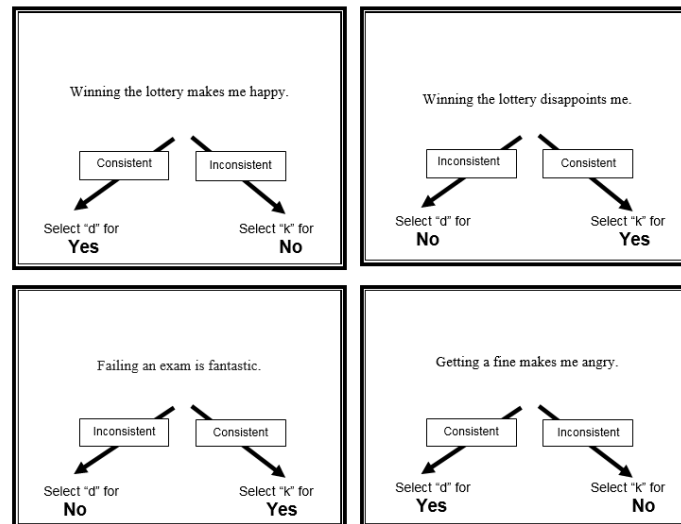 Winning the lottery makes me happy.
Consistent
Inconsistent
Select “d” for
Yes
Select “k” for
No
Winning the lottery disappoints me.
Inconsistent
Consistent
Select “d” for
No
Select “k” for
Yes
Failing an exam is fantastic.
Inconsistent
Consistent
Select “d” for
No
Select “k” for
Yes
Getting a fine makes me angry.
Consistent
Inconsistent
Select “d” for
Yes
Select “k” for
No